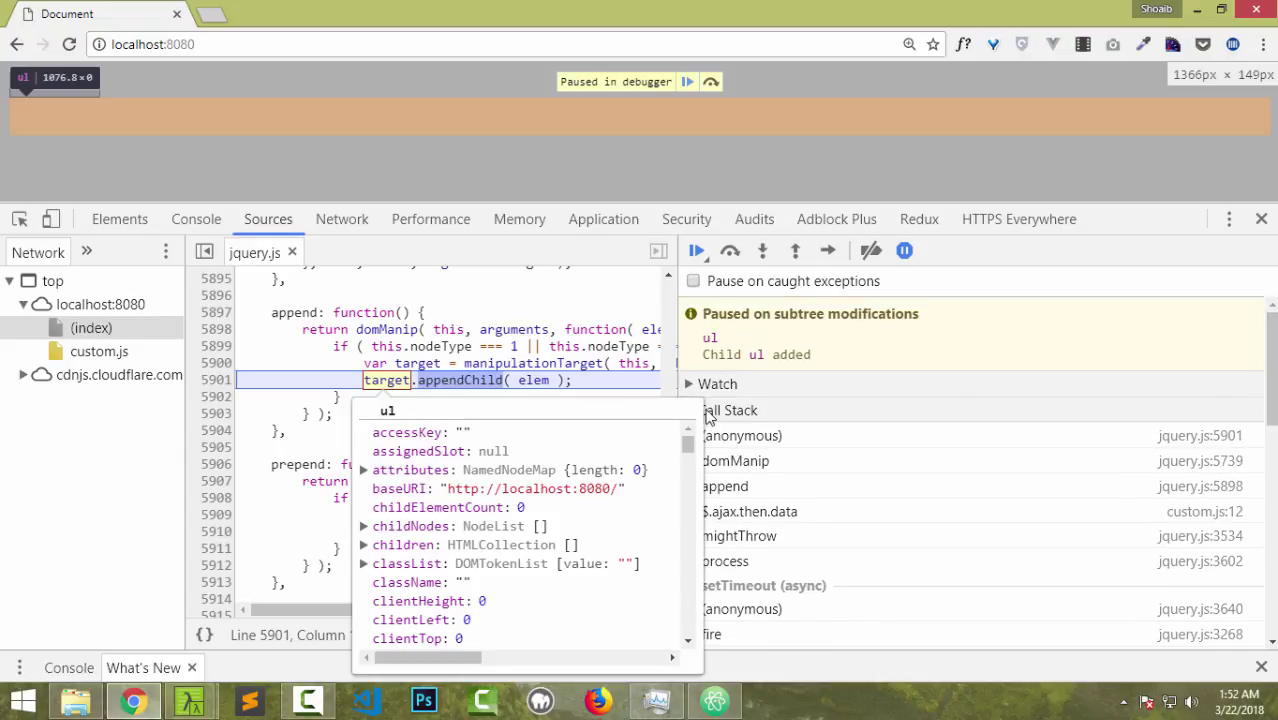 Document
Shoaib
localhost:8080
f?
ul 1076.8×0
Paused in debugger
1366px × 149px
Elements Console Sources Network Performance Memory Application Security Audits Adblock Plus Redux HTTPS Everywhere
Network
jquery.js
top
localhost:8080
(index)
custom.js
cdnjs.cloudflare.com
5895
5896 },
5897 append: function() {
5898 return domManip( this, arguments, function( ele
5899 if ( this.nodeType === 1 || this.nodeType =
5900 var target = manipulationTarget( this,
5901 target.appendChild( elem );
5902 }
5903 } );
5904 },
5905
5906 prepend: fu
5907 return
5908 if
5909
5910
5911 }
5912 } );
5913 },
5914
5915
{} Line 5901, Column
ul
accessKey: ""
assignedSlot: null
attributes: NamedNodeMap {length: 0}
baseURI: "http://localhost:8080/"
childElementCount: 0
childNodes: NodeList []
children: HTMLCollection []
classList: DOMTokenList [value: ""]
className: ""
clientHeight: 0
clientLeft: 0
clientTop: 0
Pause on caught exceptions
Paused on subtree modifications
ul
Child ul added
Watch
Call Stack
(anonymous) jquery.js:5901
domManip jquery.js:5739
append jquery.js:5898
$.ajax.then.data custom.js:12
mightThrow jquery.js:3534
process jquery.js:3602
setTimeout (async)
(anonymous) jquery.js:3640
fire jquery.js:3268
Console What's New
Ps
1:52 AM
3/22/2018